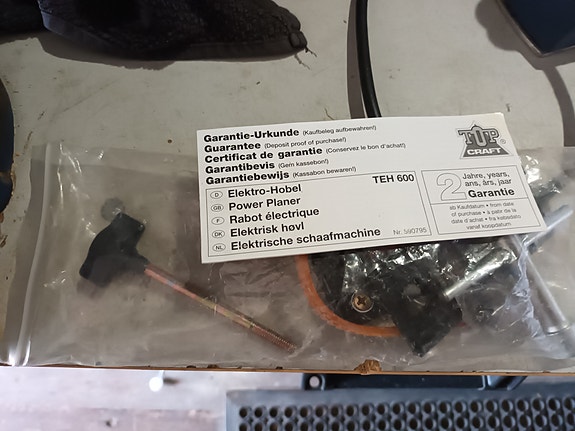 Garantie-Urkunde (Kaufbeleg aufbewahren!)
Guarantee (Deposit proof of purchase!)
Certificat de garantie (Conservez le bon d'achat!)
Garantibevis (Gem kassebon!)
Garantiebewijs (Kassabon bewaren!)
TOP
CRAFT
®
TEH 600
D Elektro-Hobel
GB Power Planer
F Rabot électrique
DK Elektrisk høvl
NL Elektrische schaafmachine
Nr. 590795
2 Jahre, years,
ans, års, jaar
Garantie
ab Kaufdatum • from date
of purchase • à partir de la
date d'achat • fra købsdato
vanaf koopdatum